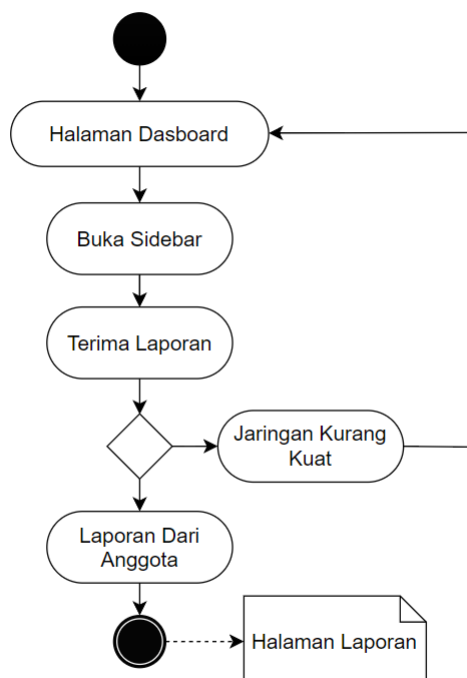 Halaman Dasboard
Buka Sidebar
Terima Laporan
Jaringan Kurang
Kuat
Laporan Dari
Anggota
Halaman Laporan